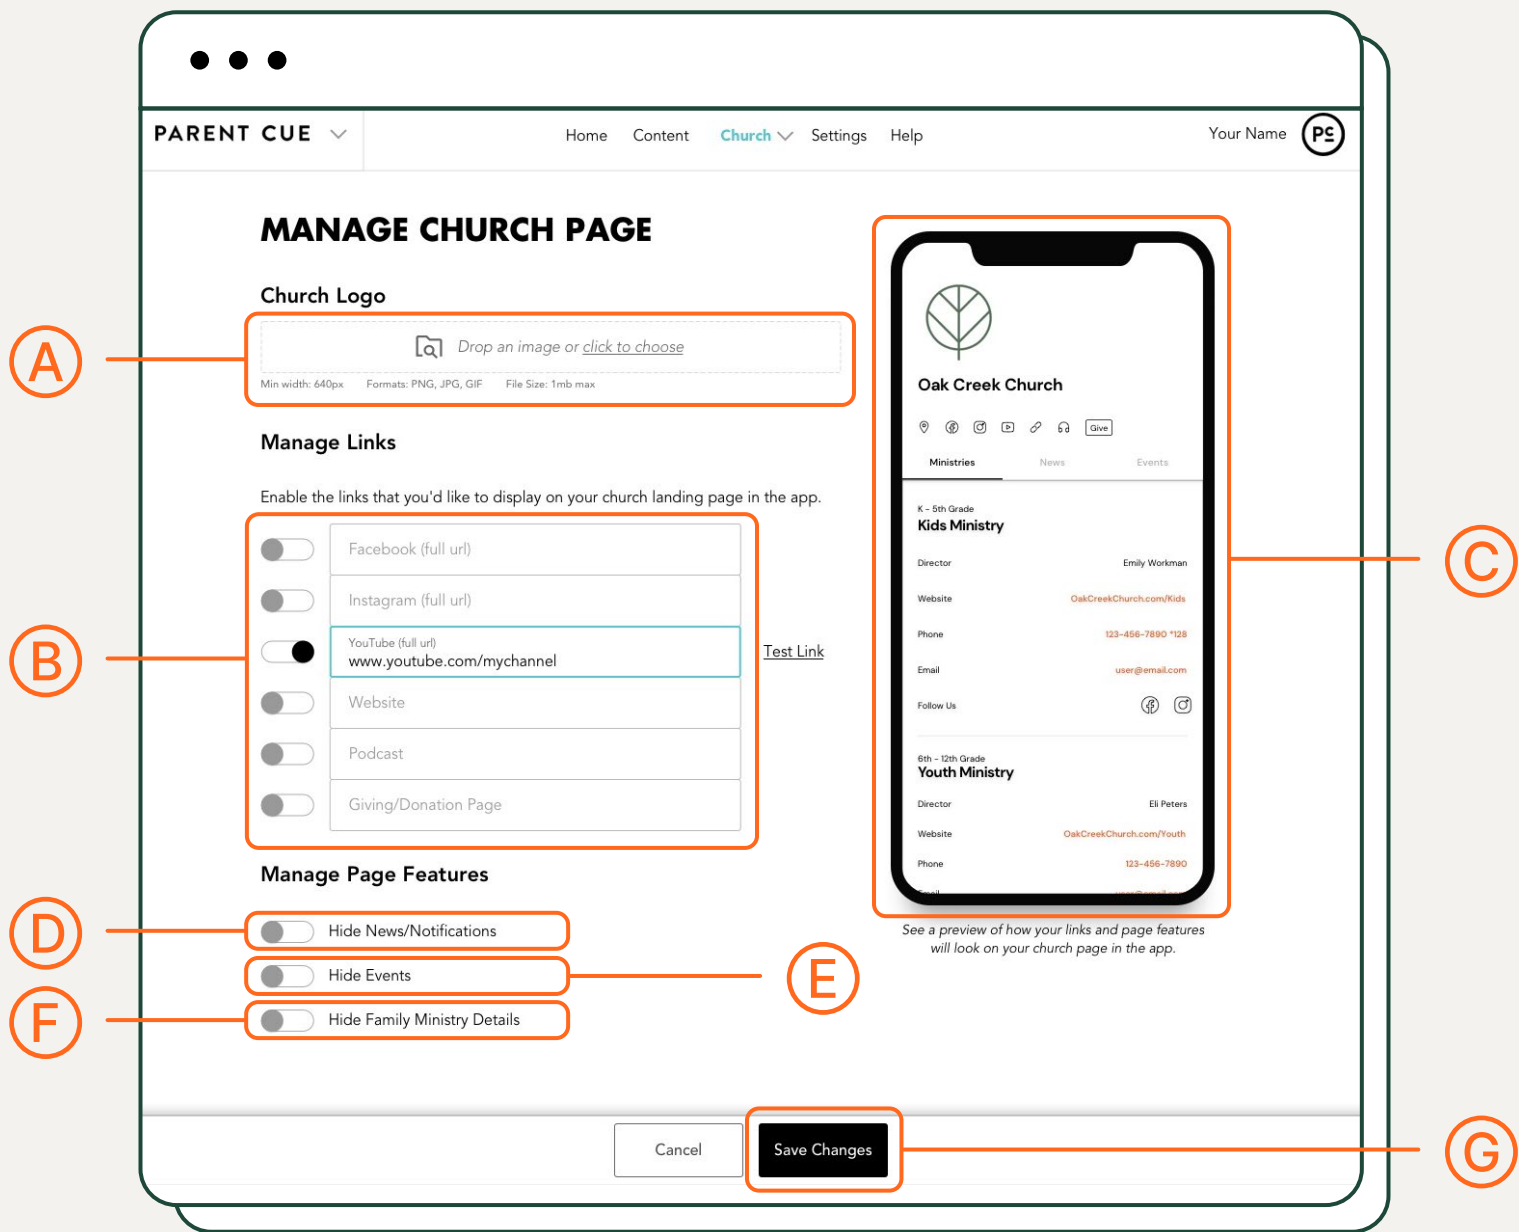 PARENT CUE
Home Content Church Settings Help
Your Name
PC
MANAGE CHURCH PAGE
Church Logo
A
Drop an image or click to choose
Min width: 640px Formats: PNG, JPG, GIF File Size: 1mb max
Manage Links
Enable the links that you'd like to display on your church landing page in the app.
B
Facebook (full url)
Instagram (full url)
YouTube (full url)
www.youtube.com/mychannel
Test Link
Website
Podcast
Giving/Donation Page
Manage Page Features
D
Hide News/Notifications
Hide Events
E
F
Hide Family Ministry Details
Oak Creek Church
Give
Ministries News Events
K - 5th Grade
Kids Ministry
Director Emily Workman
Website OakCreekChurch.com/Kids
Phone 123-456-7890 *128
Email user@email.com
Follow Us
6th - 12th Grade
Youth Ministry
Director Eli Peters
Website OakCreekChurch.com/Youth
Phone 123-456-7890
Email user@email.com
C
See a preview of how your links and page features
will look on your church page in the app.
Cancel
Save Changes
G